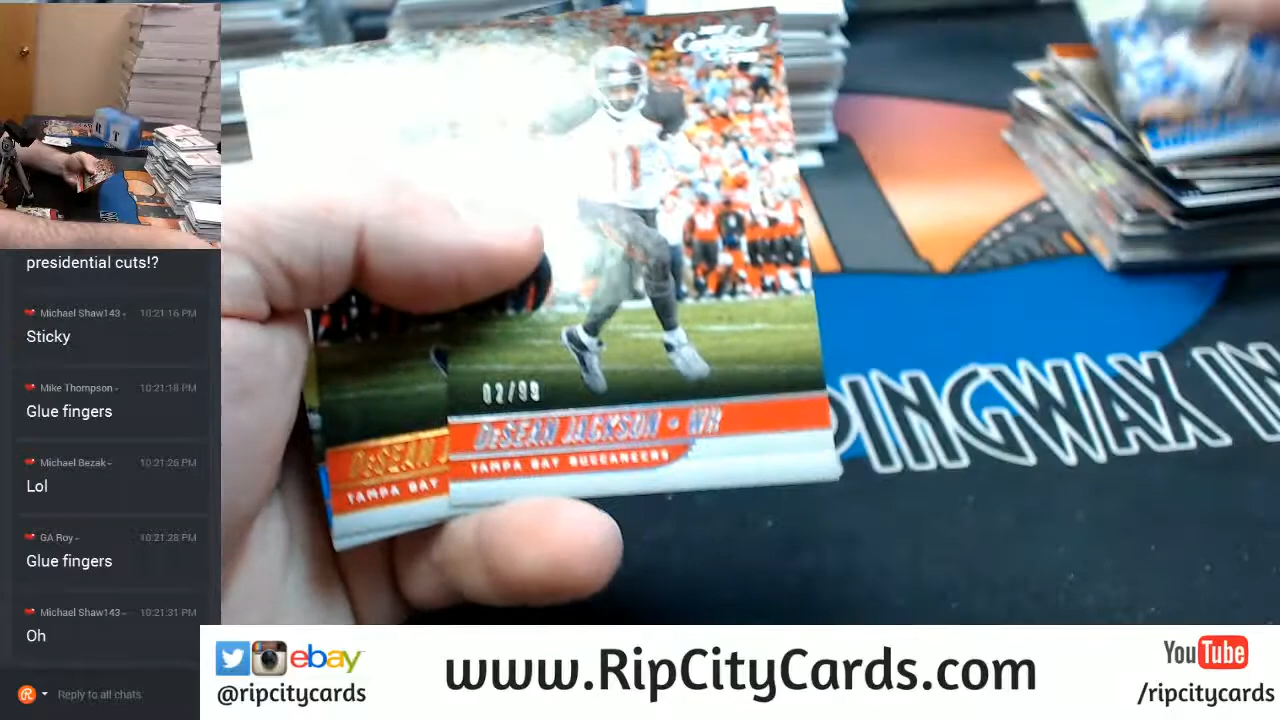 presidential cuts!?
Michael Shaw143 10:21:16 PM
Sticky
Mike Thompson 10:21:18 PM
Glue fingers
Michael Bezak 10:21:26 PM
Lol
GA Roy 10:21:28 PM
Glue fingers
Michael Shaw143 10:21:31 PM
Oh
Reply to all chats
11
02/99
DESEAN JACKSON • WR
TAMPA BAY BUCCANEERS
DESEAN J
TAMPA BAY
PINGWAX IN
ebay
@ripcitycards
www.RipCityCards.com
YouTube
/ripcitycards